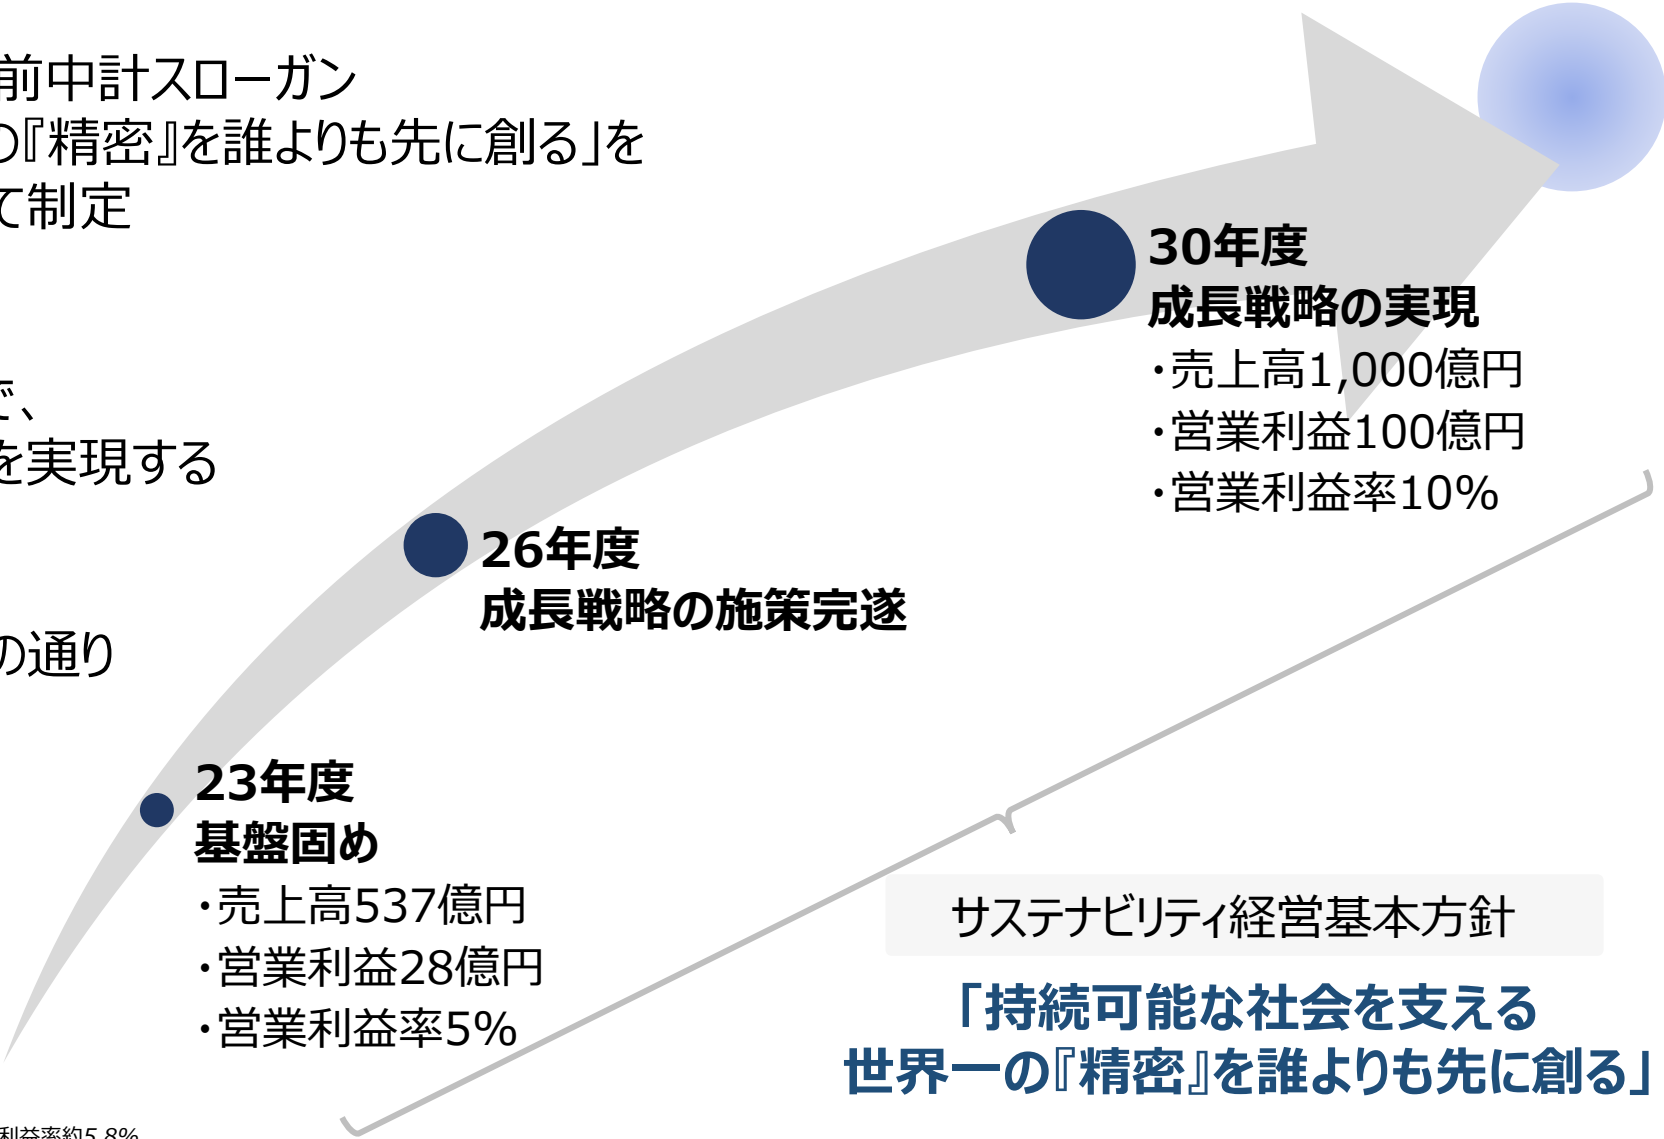 前中計スローガン
の『精密』を誰よりも先に創る」を
て制定
で、
を実現する
の通り
30年度
成長戦略の実現
・売上高1,000億円
・営業利益100億円
・営業利益率10%
26年度
成長戦略の施策完遂
23年度
基盤固め
・売上高537億円
・営業利益28億円
・営業利益率5%
サステナビリティ経営基本方針
「持続可能な社会を支える
世界一の『精密』を誰よりも先に創る」
利益率約5.8%